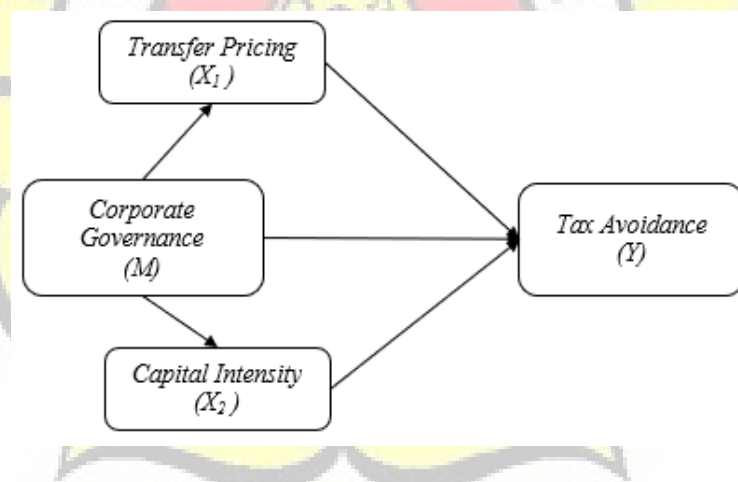 Transfer Pricing
(X₁ )
Corporate
Governance
(M)
Tax Avoidance
(Y)
Capital Intensity
(X₂ )